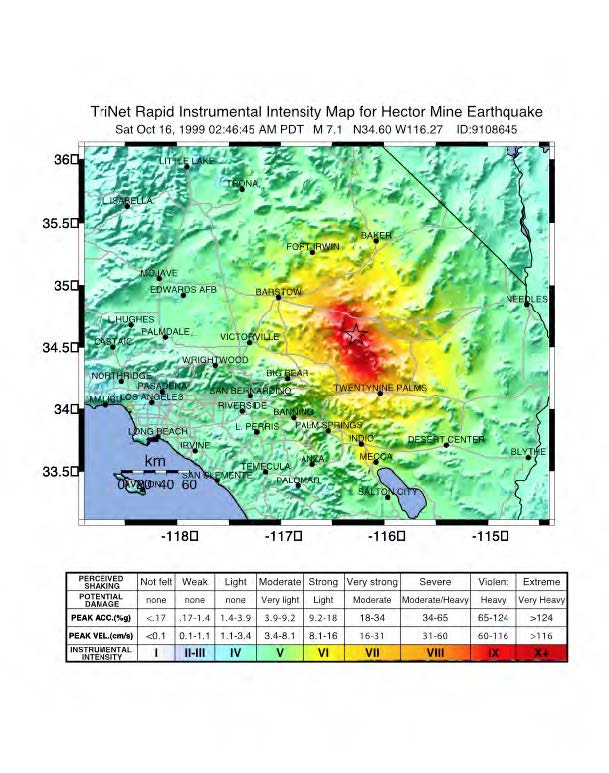 TriNet Rapid Instrumental Intensity Map for Hector Mine Earthquake
Sat Oct 16, 1999 02:46:45 AM PDT M 7.1 N34.60 W116.27 ID:9108645
36
LITTLE LAKE
TRONA
L. ISABELLA
35.5
BAKER
FORT IRWIN
MOJAVE
35
EDWARDS AFB
BARSTOW
NEEDLES
L. HUGHES
PALMDALE
VICTORVILLE
CASTAIC
34.5
WRIGHTWOOD
NORTHRIDGE
BIG BEAR
PASADENA
SAN BERNARDINO
TWENTYNINE PALMS
MALIBU
LOS ANGELES
RIVERSIDE
34
BANNING
LONG BEACH
L. PERRIS
PALM SPRINGS
IRVINE
INDIO
DESERT CENTER
BLYTHE
km
TEMECULA
ANZA
MECCA
33.5
SAN CLEMENTE
0 20 40 60
AVALON
PALOMAR
SALTON CITY
-118 -117 -116 -115
PERCEIVED SHAKING Not felt Weak Light Moderate Strong Very strong Severe Violent Extreme
POTENTIAL DAMAGE none none none Very light Light Moderate Moderate/Heavy Heavy Very Heavy
PEAK ACC.(%g) <.17 .17-1.4 1.4-3.9 3.9-9.2 9.2-18 18-34 34-65 65-124 >124
PEAK VEL.(cm/s) <0.1 0.1-1.1 1.1-3.4 3.4-8.1 8.1-16 16-31 31-60 60-116 >116
INSTRUMENTAL INTENSITY I II-III IV V VI VII VIII IX X+